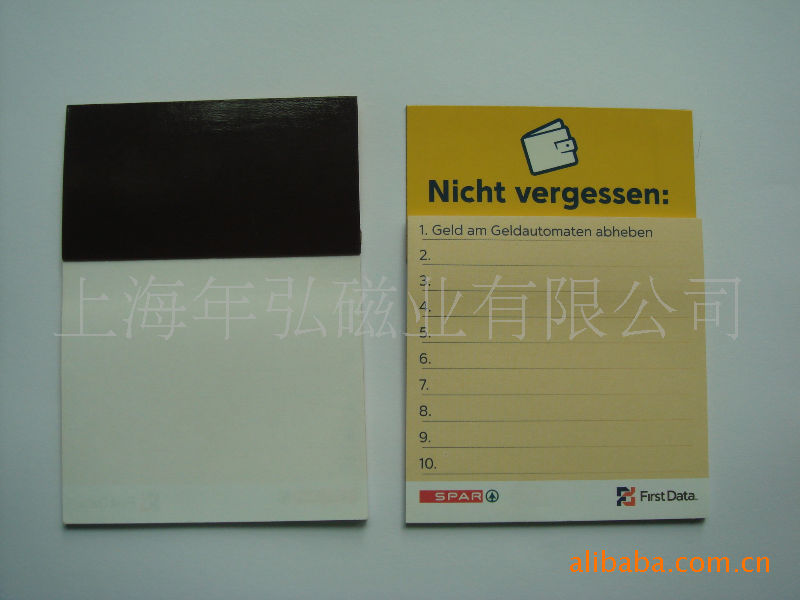 Nicht vergessen:
1. Geld am Geldautomaten abheben
2.
3.
4.
5.
6.
7.
8.
9.
10.
SPAR
First Data
上海年弘磁业有限公司
alibaba.com.cn